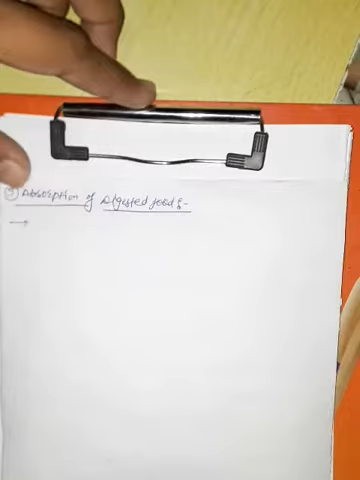 Absorption of Digested food :-
→